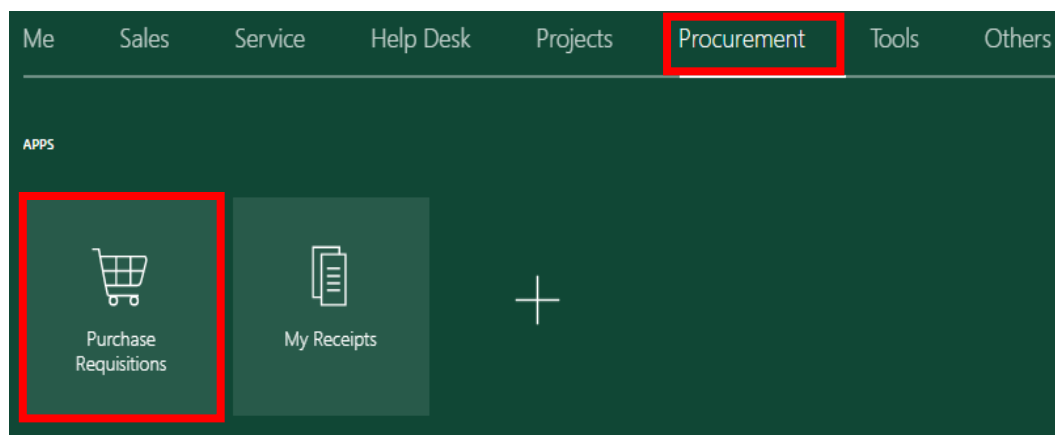 Me Sales Service Help Desk Projects Procurement Tools Others
APPS
Purchase
Requisitions
My Receipts